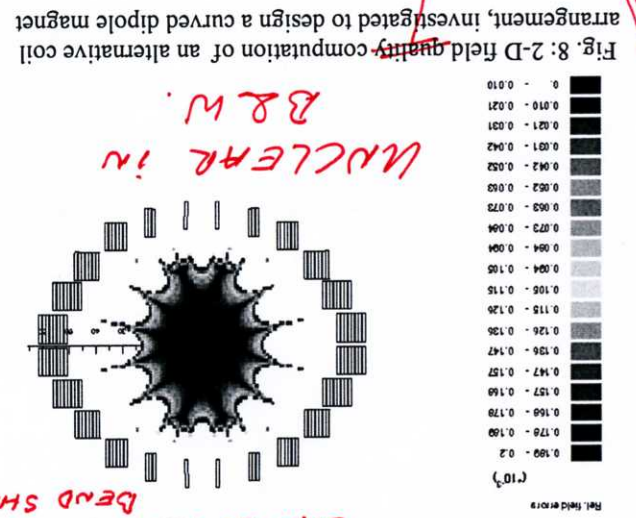 BEND SH
Rel. field errors
(*10⁻³)
0.189 - 0.2
0.178 - 0.189
0.168 - 0.178
0.157 - 0.168
0.147 - 0.157
0.136 - 0.147
0.126 - 0.136
0.115 - 0.126
0.105 - 0.115
0.094 - 0.105
0.084 - 0.094
0.073 - 0.084
0.063 - 0.073
0.052 - 0.063
0.042 - 0.052
0.031 - 0.042
0.021 - 0.031
0.010 - 0.021
0. - 0.010
UNCLEAR in
B&W.
Fig. 8: 2-D field quality computation of an alternative coil
arrangement, investigated to design a curved dipole magnet